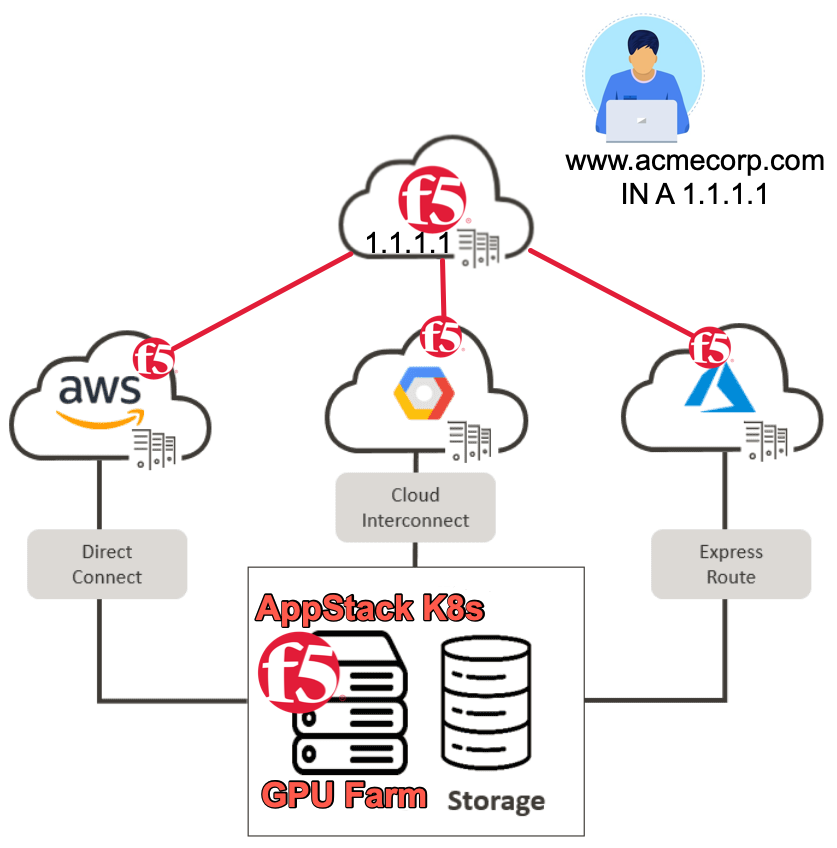 www.acmecorp.com
IN A 1.1.1.1
f5
1.1.1.1
f5
aws
f5
f5
Cloud
Interconnect
Direct
Connect
Express
Route
AppStack K8s
f5
GPU Farm
Storage